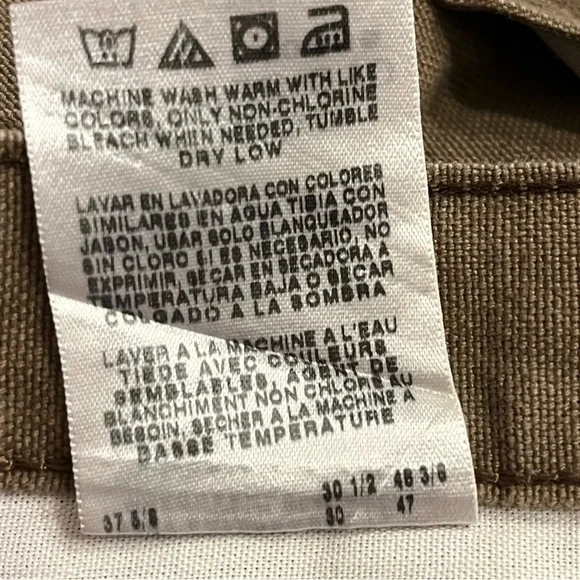 MACHINE WASH WARM WITH LIKE
COLORS, ONLY NON-CHLORINE
BLEACH WHEN NEEDED, TUMBLE
DRY LOW
LAVAR EN LAVADORA CON COLORES
SIMILARES EN AGUA TIBIA CON
JABON, USAR SOLO BLANQUEADOR
SIN CLORO SI ES NECESARIO, NO
EXPRIMIR, SECAR EN SECADORA A
TEMPERATURA BAJA O SECAR
COLGADO A LA SOMBRA
LAVER A LA MACHINE A L'EAU
TIEDE AVEC COULEURS
SEMBLABLES, AGENT DE
BLANCHIMENT NON CHLORE AU
BESOIN, SECHER A LA MACHINE A
BASSE TEMPERATURE
30 1/2 48 3/8
37 5/8 47